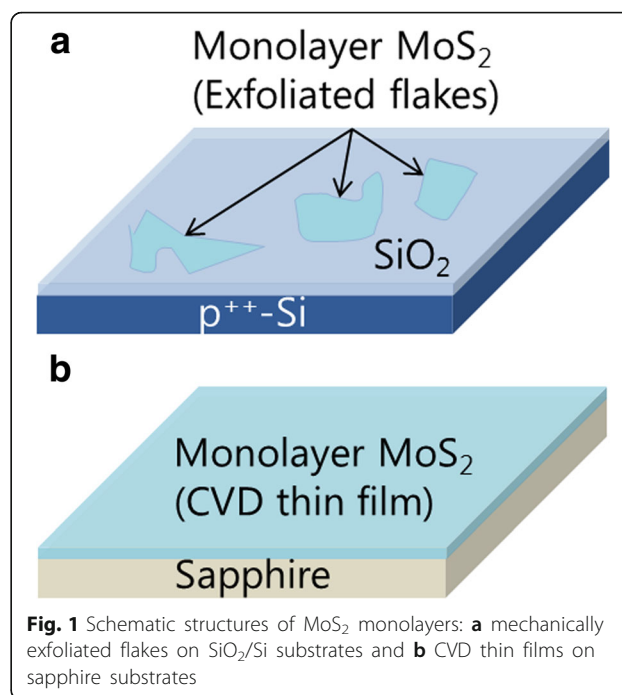 a
Monolayer MoS₂
(Exfoliated flakes)
SiO₂
p⁺⁺-Si
b
Monolayer MoS₂
(CVD thin film)
Sapphire
Fig. 1 Schematic structures of MoS₂ monolayers: a mechanically
exfoliated flakes on SiO₂/Si substrates and b CVD thin films on
sapphire substrates